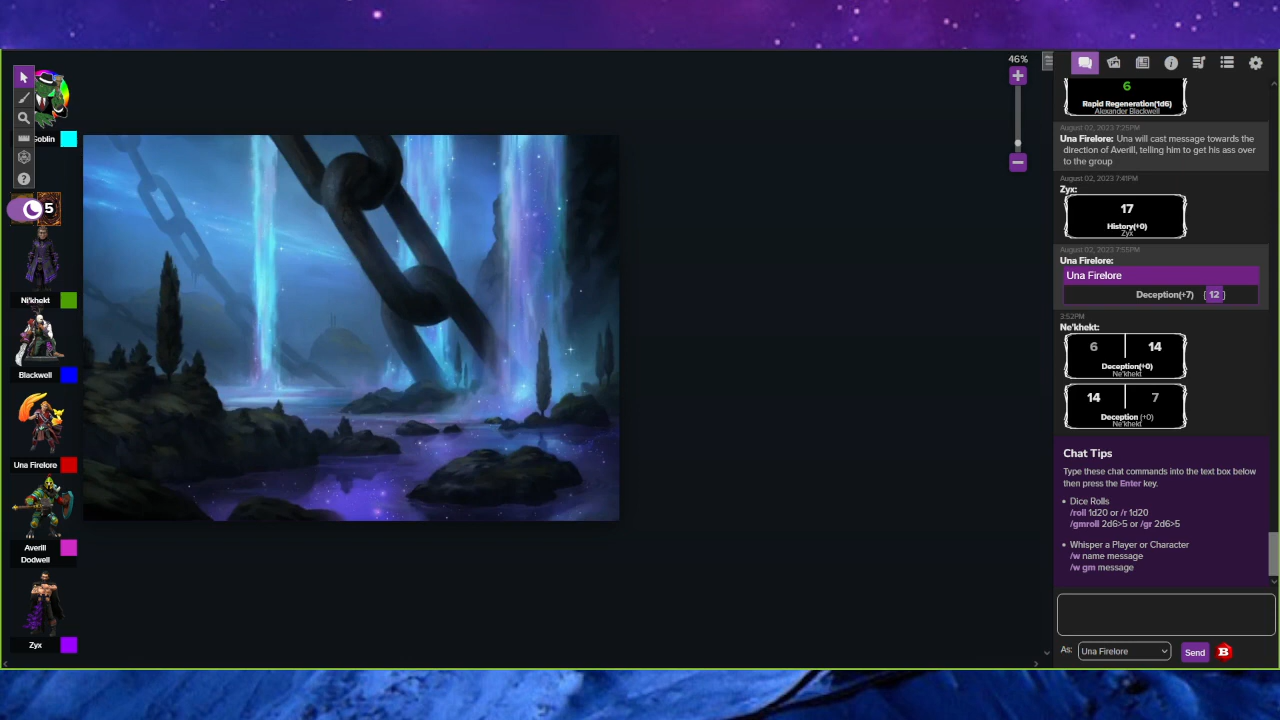 46%
Goblin
5
Ni'khekt
Blackwell
Una Firelore
Averill
Dodwell
Zyx
6
Rapid Regeneration(1d6)
Alexander Blackwell
August 02, 2023 7:25PM
Una Firelore: Una will cast message towards the
direction of Averill, telling him to get his ass over
to the group
August 02, 2023 7:41PM
Zyx:
17
History(+0)
Zyx
August 02, 2023 7:55PM
Una Firelore:
Una Firelore
Deception(+7) ( 12 )
3:52PM
Ne'khekt:
6 14
Deception(+0)
Ne'khekt
14 7
Deception (+0)
Ne'khekt
Chat Tips
Type these chat commands into the text box below
then press the Enter key.
• Dice Rolls
/roll 1d20 or /r 1d20
/gmroll 2d6>5 or /gr 2d6>5
• Whisper a Player or Character
/w name message
/w gm message
As: Una Firelore Send B